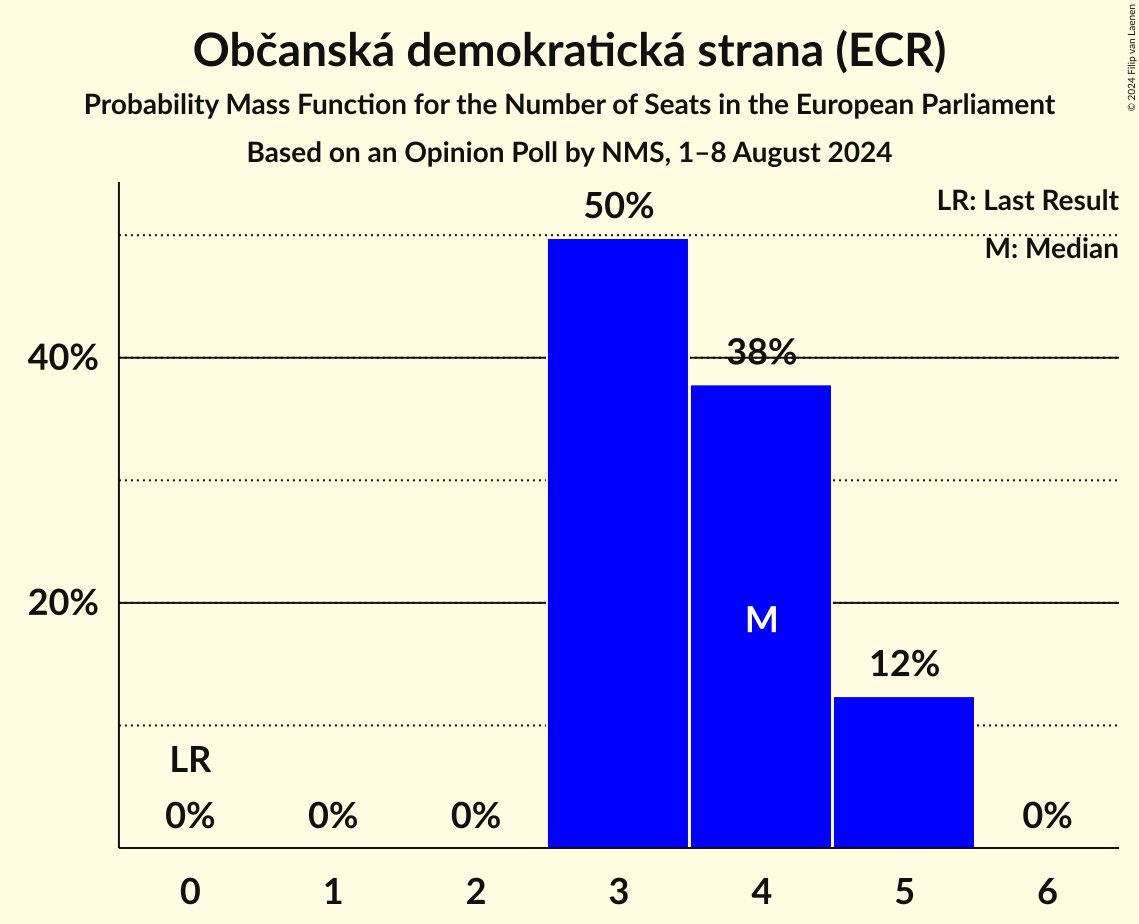 Občanská demokratická strana (ECR)
Probability Mass Function for the Number of Seats in the European Parliament
Based on an Opinion Poll by NMS, 1–8 August 2024
© 2024 Filip van Laenen
LR: Last Result
M: Median
50%
40%
38%
20%
M
12%
LR
0%
0%
0%
0%
0
1
2
3
4
5
6